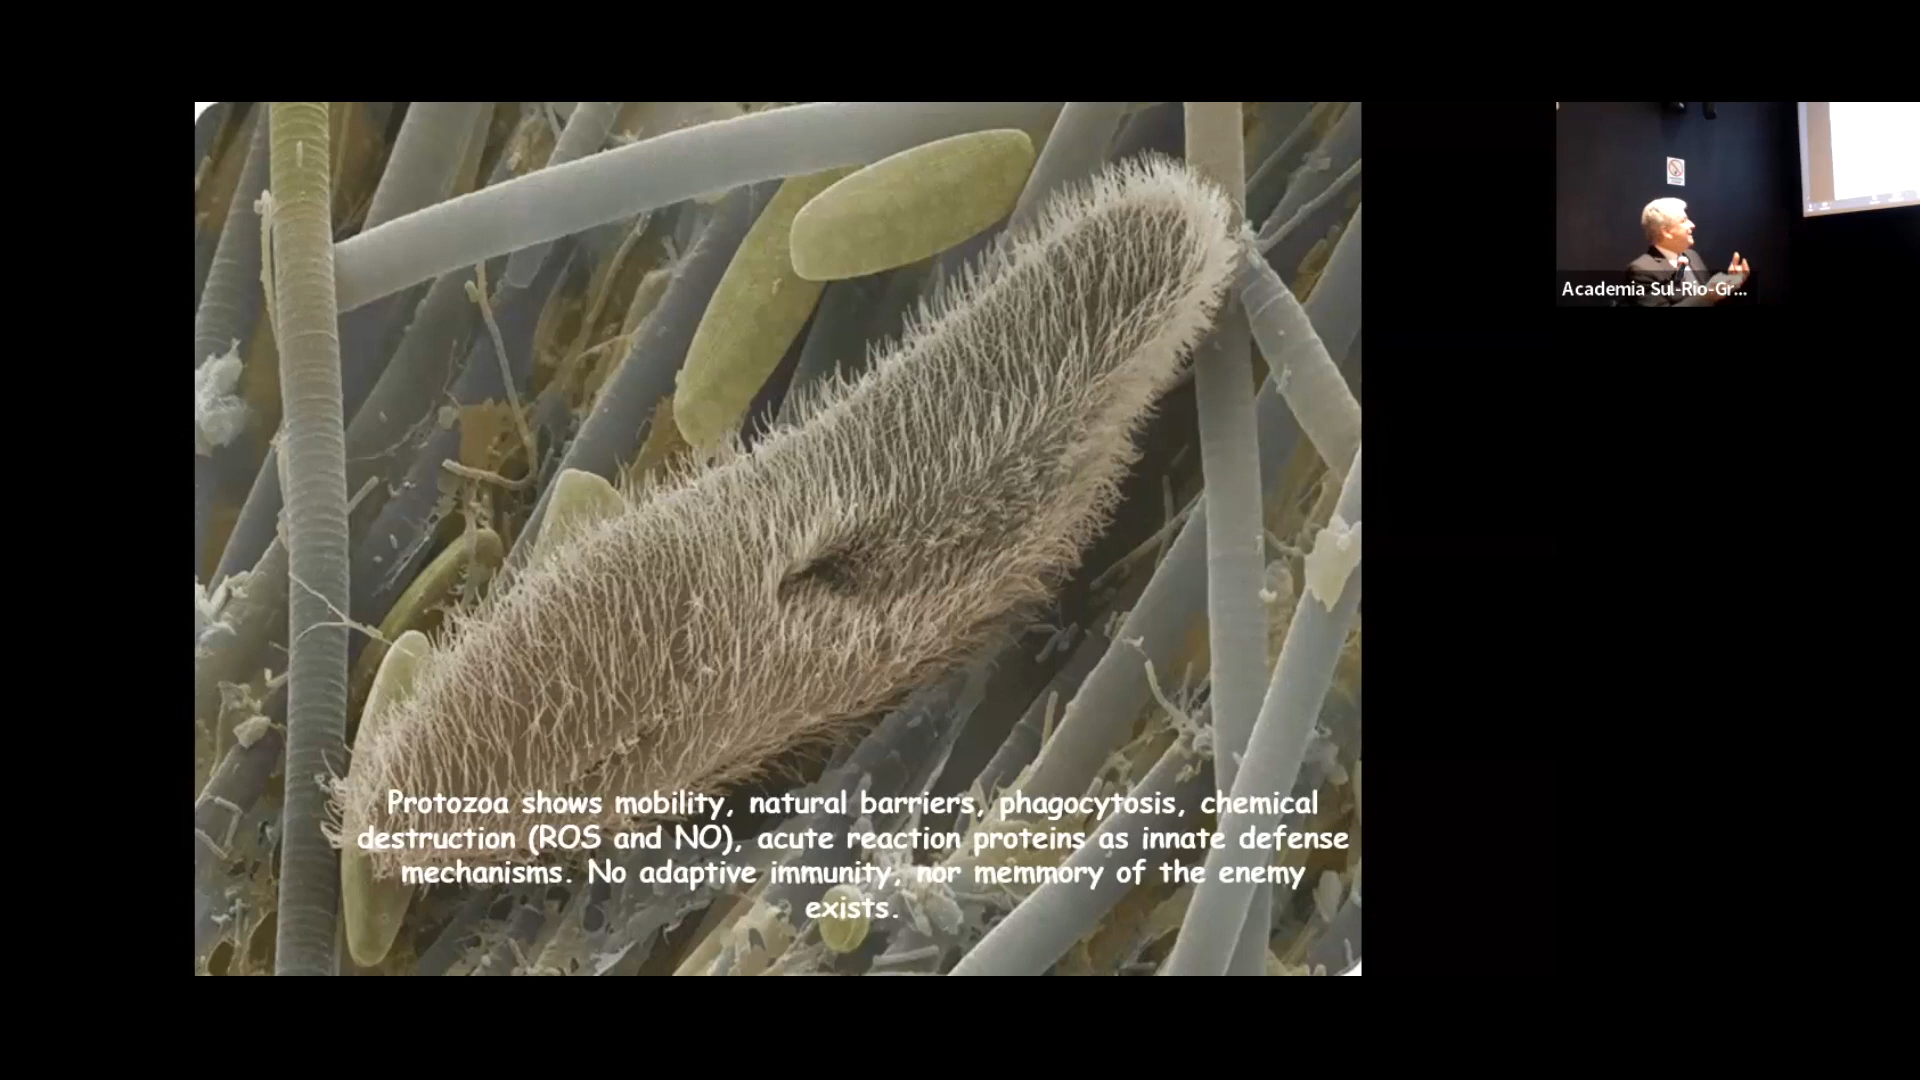 Protozoa shows mobility, natural barriers, phagocytosis, chemical
destruction (ROS and NO), acute reaction proteins as innate defense
mechanisms. No adaptive immunity, nor memmory of the enemy
exists.
Academia Sul-Rio-Gr...